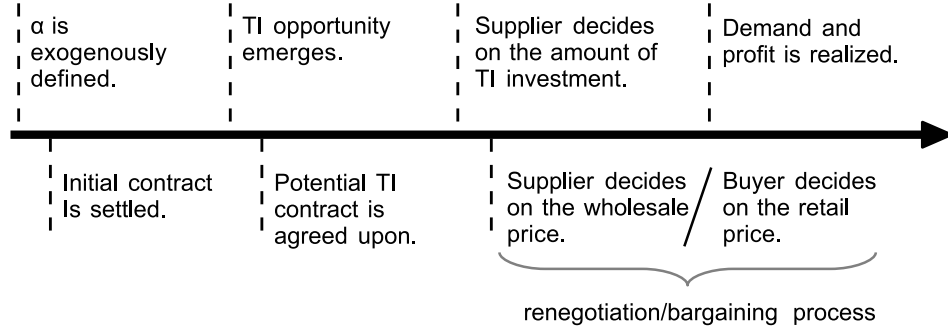 α is
exogenously
defined.
TI opportunity
emerges.
Supplier decides
on the amount of
TI investment.
Demand and
profit is realized.
Initial contract
Is settled.
Potential TI
contract is
agreed upon.
Supplier decides
on the wholesale
price.
Buyer decides
on the retail
price.
renegotiation/bargaining process